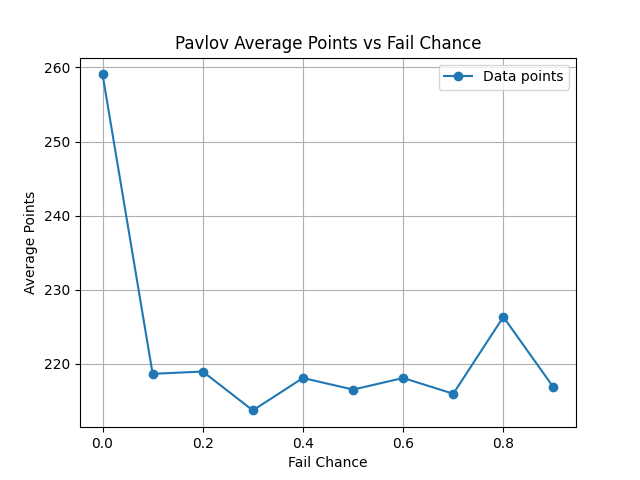 Pavlov Average Points vs Fail Chance
Data points
Average Points
260
250
240
230
220
0.0 0.2 0.4 0.6 0.8
Fail Chance